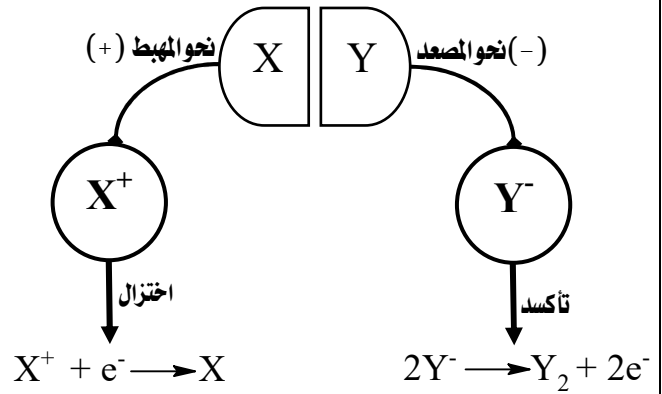 (+) نحو المهبط
X
Y
(-) نحو المصعد
X⁺
Y⁻
اختزال
تأكسد
X⁺ + e⁻ ⟶ X
2Y⁻ ⟶ Y₂ + 2e⁻